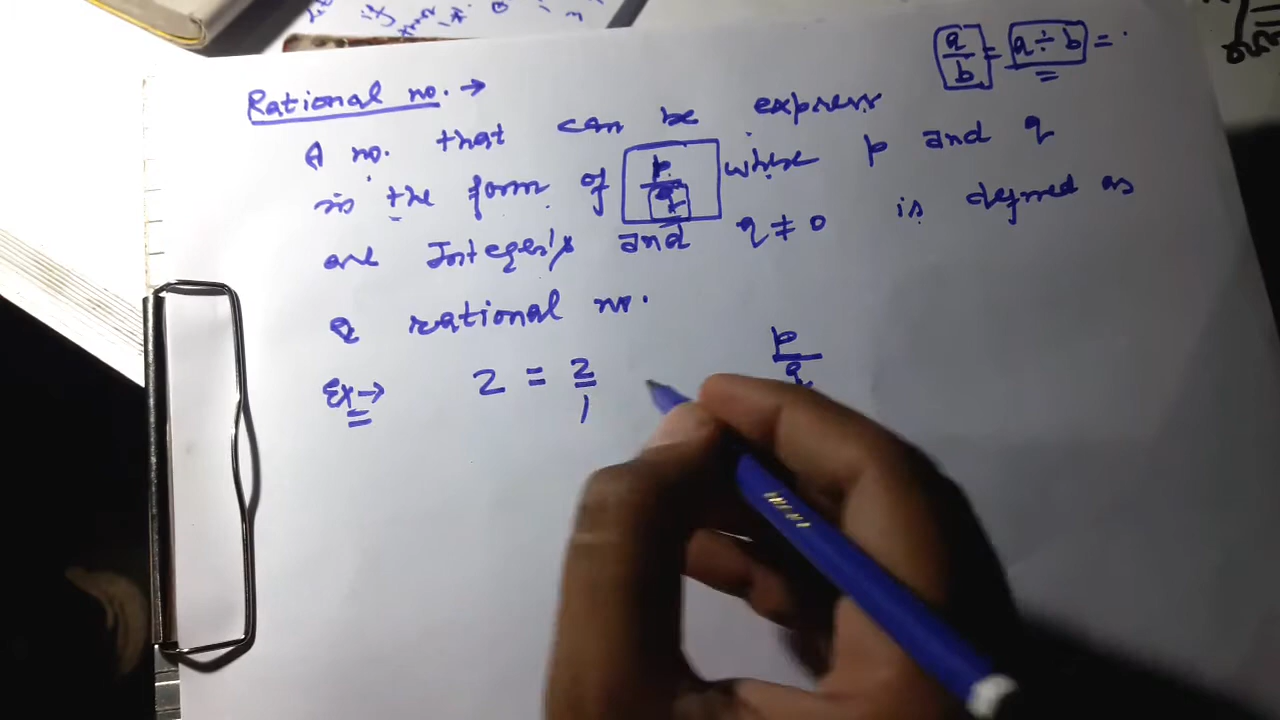 a/b = a ÷ b = .
Rational no. →
A no. that can be express
in the form of p/q where p and q
are Integer's and q ≠ 0 is defined as
a rational no.
Ex → 2 = 2/1 p/q